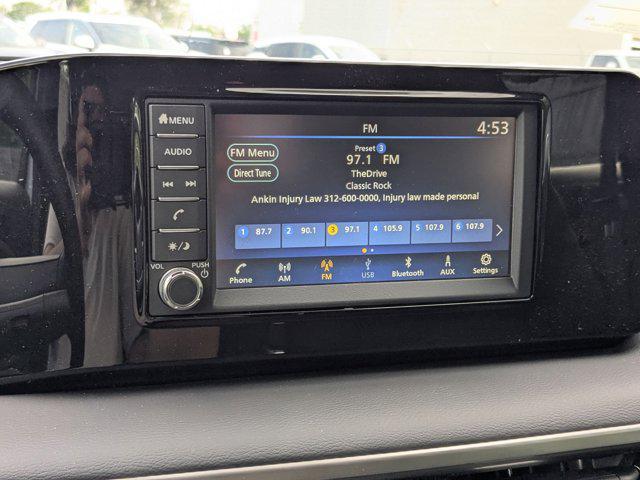 MENU
AUDIO
VOL
PUSH
FM
4:53
FM Menu
Direct Tune
Preset 3
97.1 FM
TheDrive
Classic Rock
Ankin Injury Law 312-600-0000, Injury law made personal
1 87.7 2 90.1 3 97.1 4 105.9 5 107.9 6 107.9
Phone AM FM USB Bluetooth AUX Settings